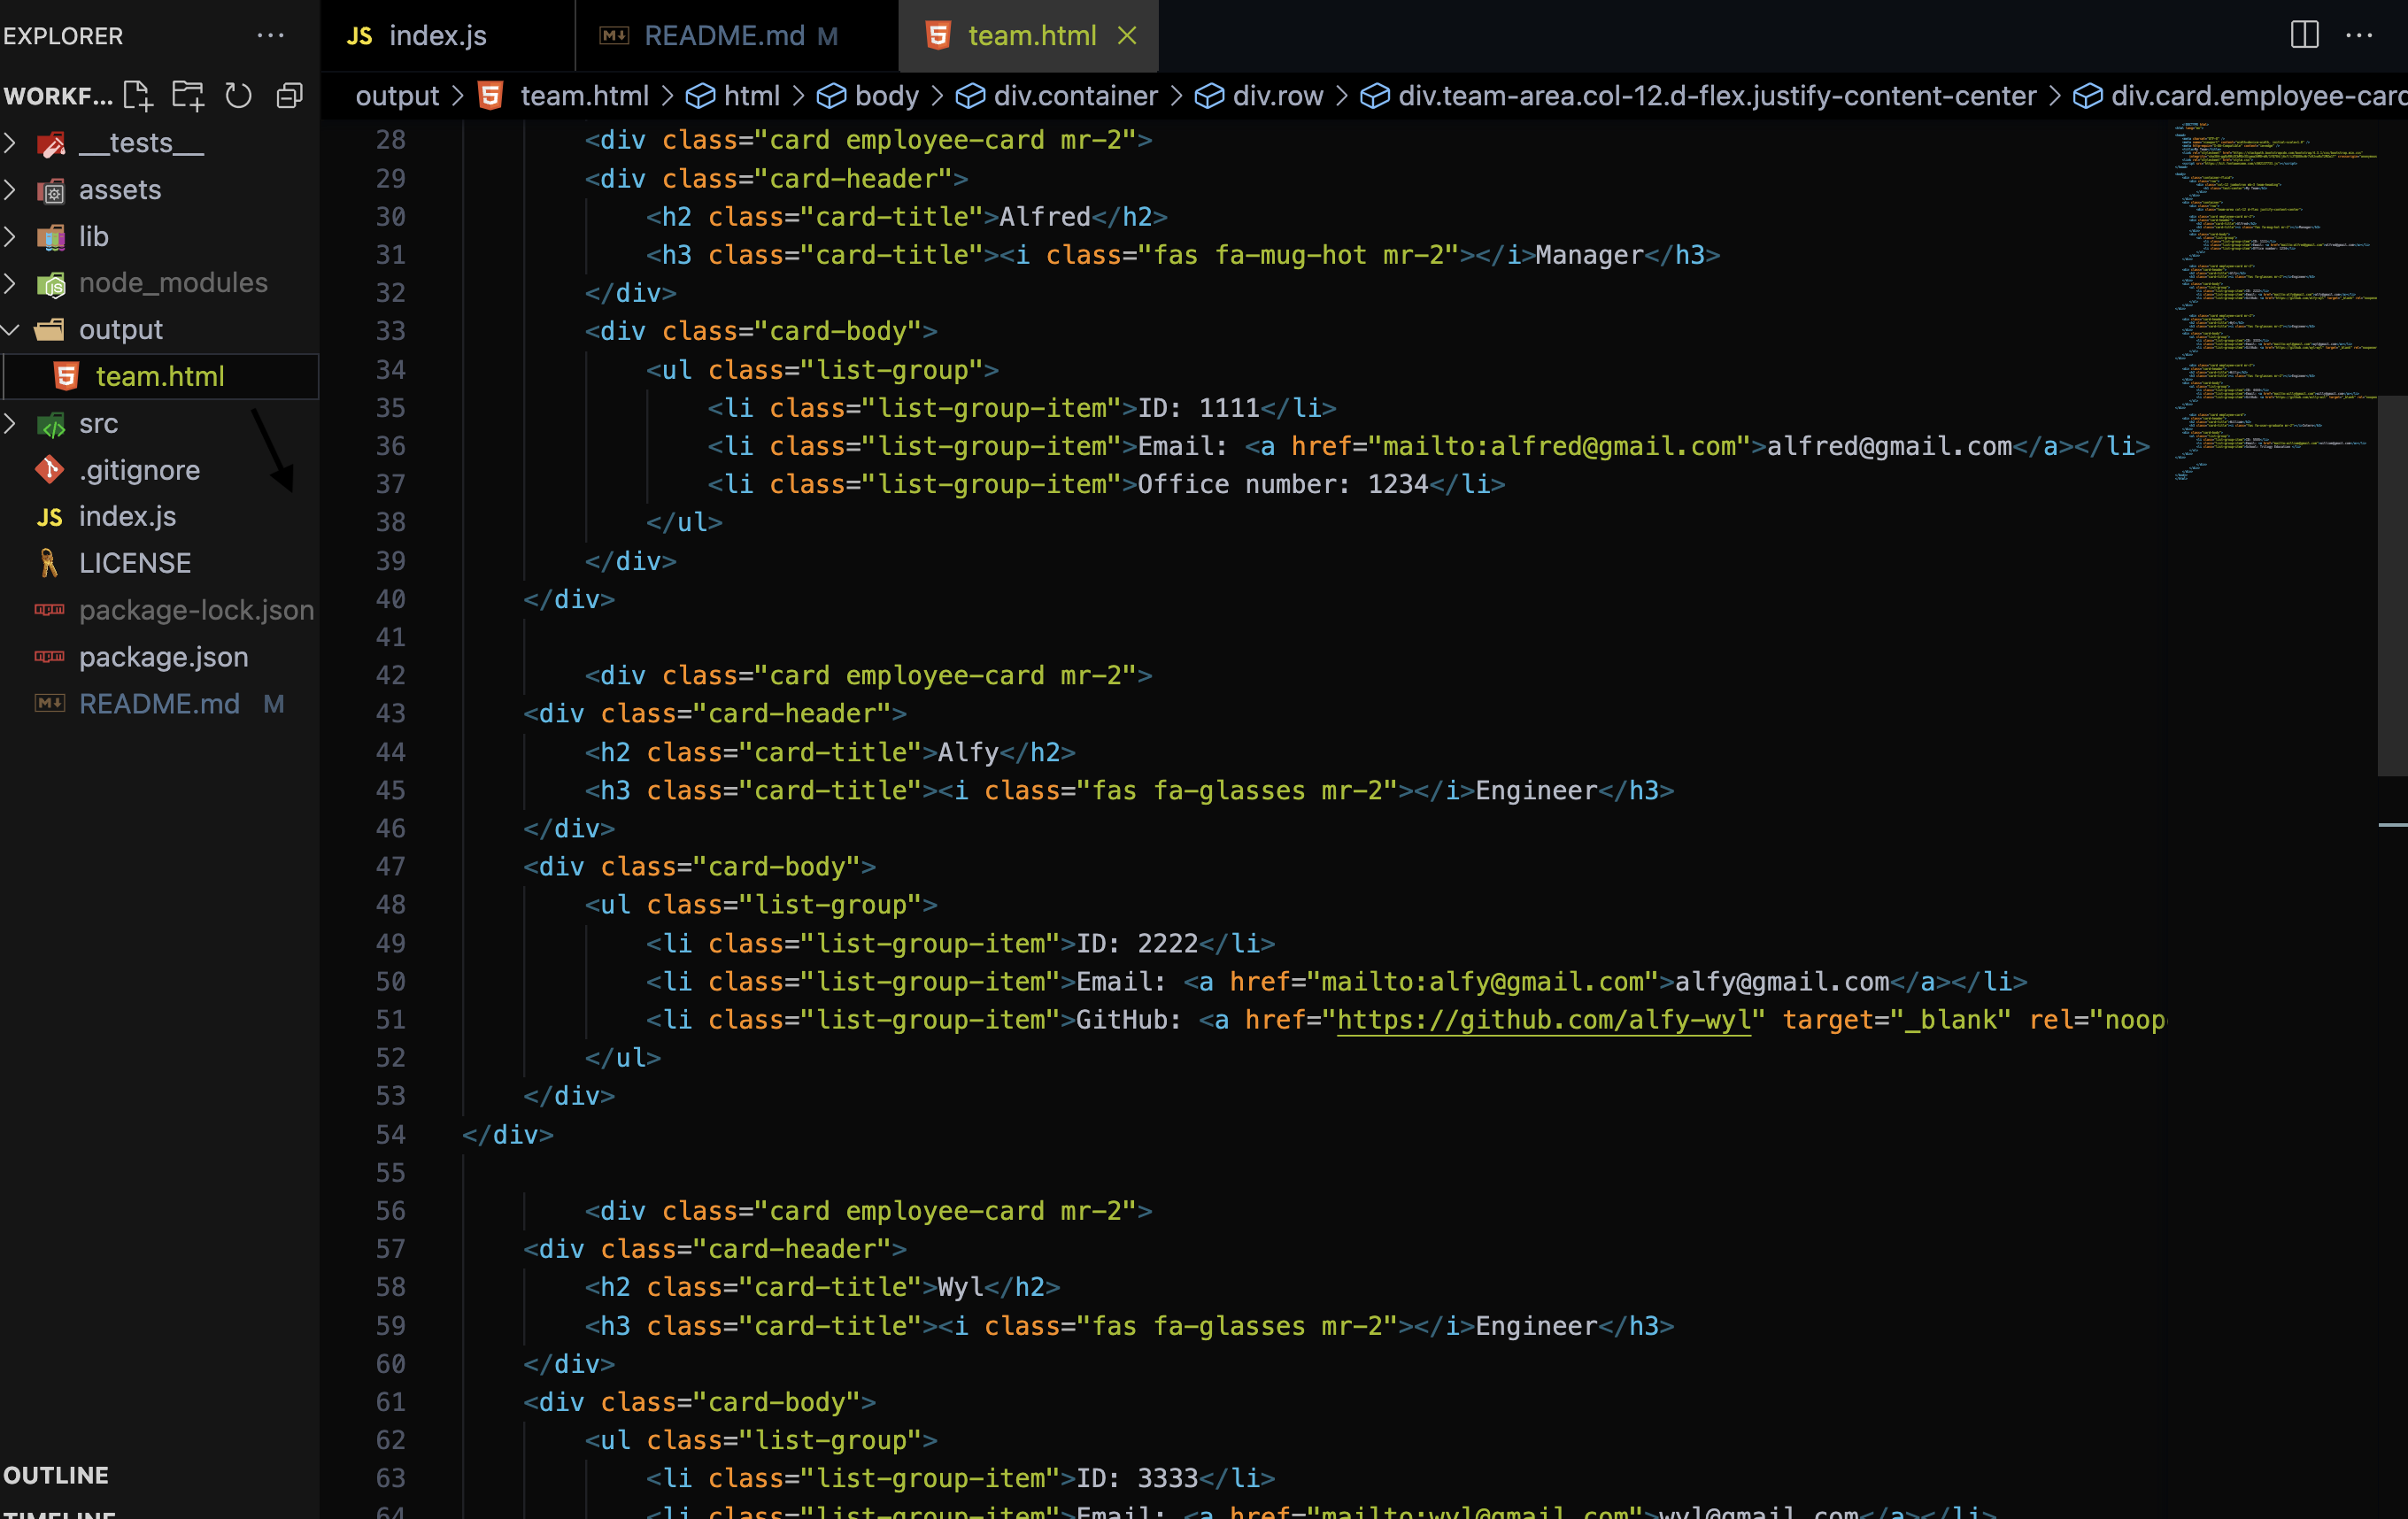 EXPLORER
WORKF...
__tests__
assets
lib
node_modules
output
team.html
src
.gitignore
JS index.js
LICENSE
package-lock.json
package.json
README.md M
OUTLINE
TIMELINE
JS index.js README.md M team.html
output > team.html > html > body > div.container > div.row > div.team-area.col-12.d-flex.justify-content-center > div.card.employee-card
28 <div class="card employee-card mr-2">
29 <div class="card-header">
30 <h2 class="card-title">Alfred</h2>
31 <h3 class="card-title"><i class="fas fa-mug-hot mr-2"></i>Manager</h3>
32 </div>
33 <div class="card-body">
34 <ul class="list-group">
35 <li class="list-group-item">ID: 1111</li>
36 <li class="list-group-item">Email: <a href="mailto:alfred@gmail.com">alfred@gmail.com</a></li>
37 <li class="list-group-item">Office number: 1234</li>
38 </ul>
39 </div>
40 </div>
41
42 <div class="card employee-card mr-2">
43 <div class="card-header">
44 <h2 class="card-title">Alfy</h2>
45 <h3 class="card-title"><i class="fas fa-glasses mr-2"></i>Engineer</h3>
46 </div>
47 <div class="card-body">
48 <ul class="list-group">
49 <li class="list-group-item">ID: 2222</li>
50 <li class="list-group-item">Email: <a href="mailto:alfy@gmail.com">alfy@gmail.com</a></li>
51 <li class="list-group-item">GitHub: <a href="https://github.com/alfy-wyl" target="_blank" rel="noop
52 </ul>
53 </div>
54 </div>
55
56 <div class="card employee-card mr-2">
57 <div class="card-header">
58 <h2 class="card-title">Wyl</h2>
59 <h3 class="card-title"><i class="fas fa-glasses mr-2"></i>Engineer</h3>
60 </div>
61 <div class="card-body">
62 <ul class="list-group">
63 <li class="list-group-item">ID: 3333</li>
64 <li class="list-group-item">Email: <a href="mailto:wyl@gmail.com">wyl@gmail.com</a></li>